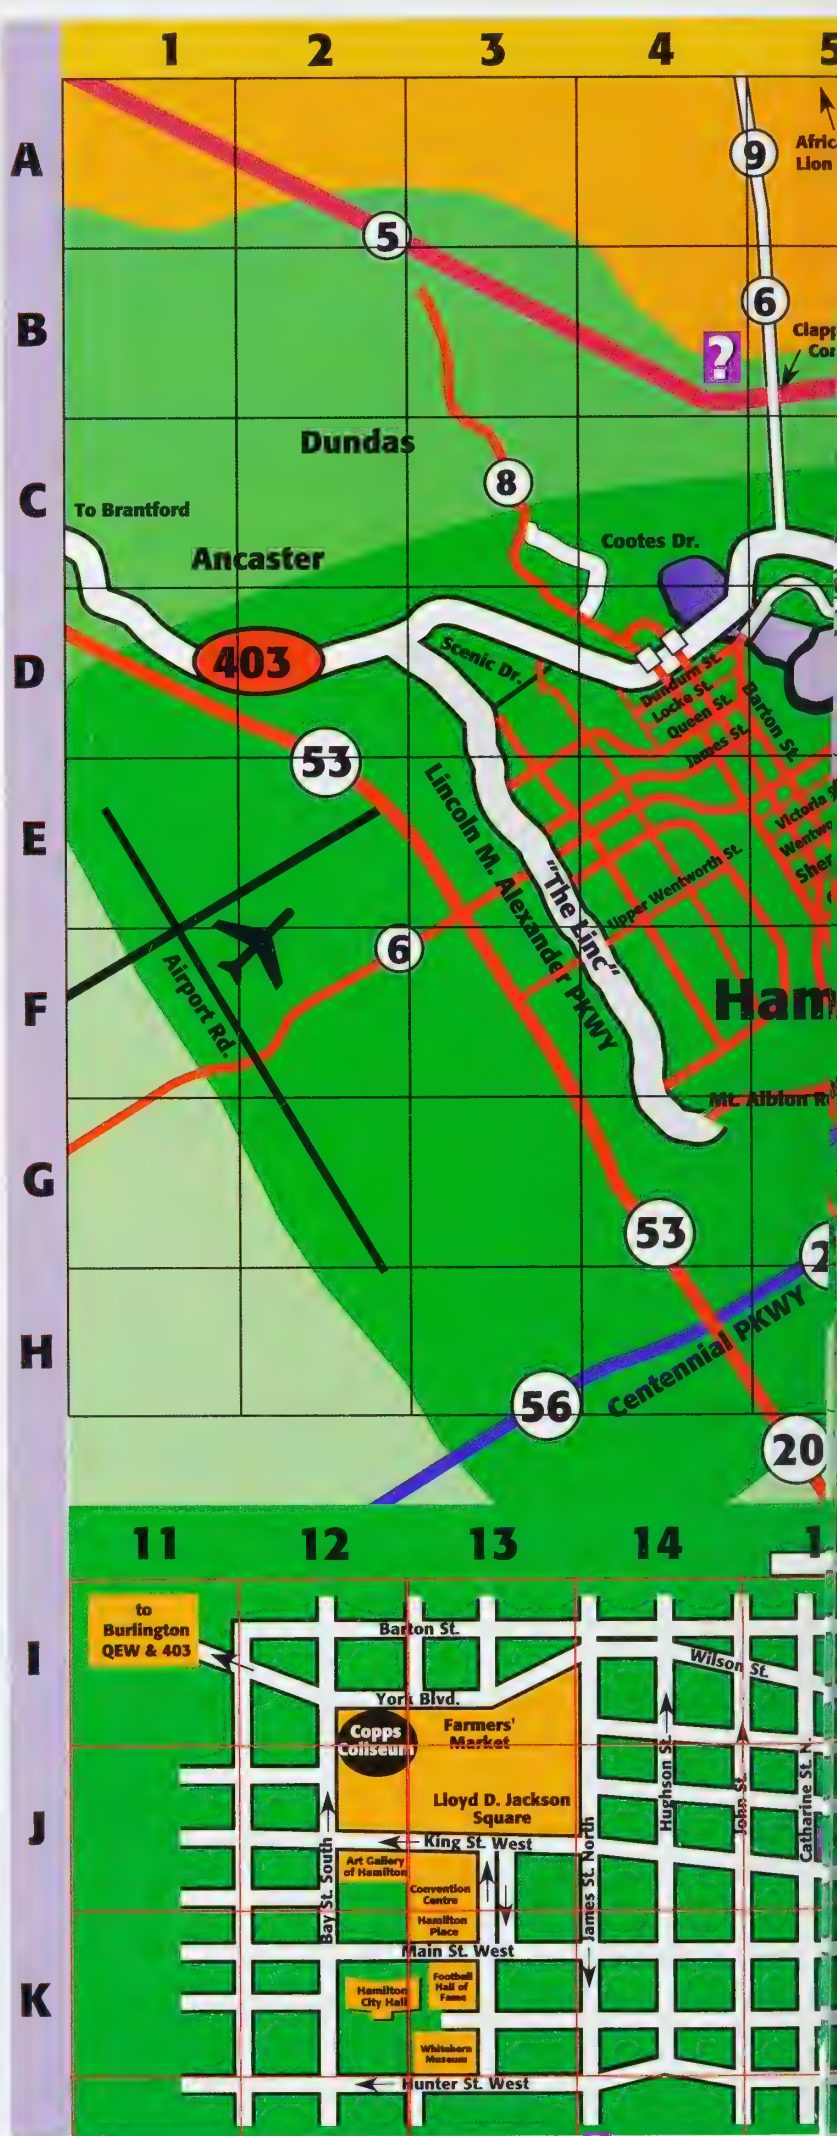 1 2 3 4 5
A
9
Lion
5
B
6
?
C
Dundas
8
To Brantford
Cootes Dr.
Ancaster
D
403
Scenic Dr.
Dundurn St.
Locke St.
Queen St.
James St.
Barton St.
53
E
Lincoln M. Alexander PKWY
"The Linc"
Upper Wentworth St.
F
6
Airport Rd.
Mt. Albion
G
53
H
Centennial PKWY
56
20
11 12 13 14
I
to
Burlington
QEW & 403
Barton St.
Wilson St.
York Blvd.
Copps
Coliseum
Farmers'
Market
J
Lloyd D. Jackson
Square
Hughson St.
John St.
Catharine St. N.
King St. West
Bay St. South
James St. North
Art Gallery
of Hamilton
Convention
Centre
Hamilton
Place
Main St. West
K
Hamilton
City Hall
Football
Hall of
Fame
Whitehern
Museum
Hunter St. West